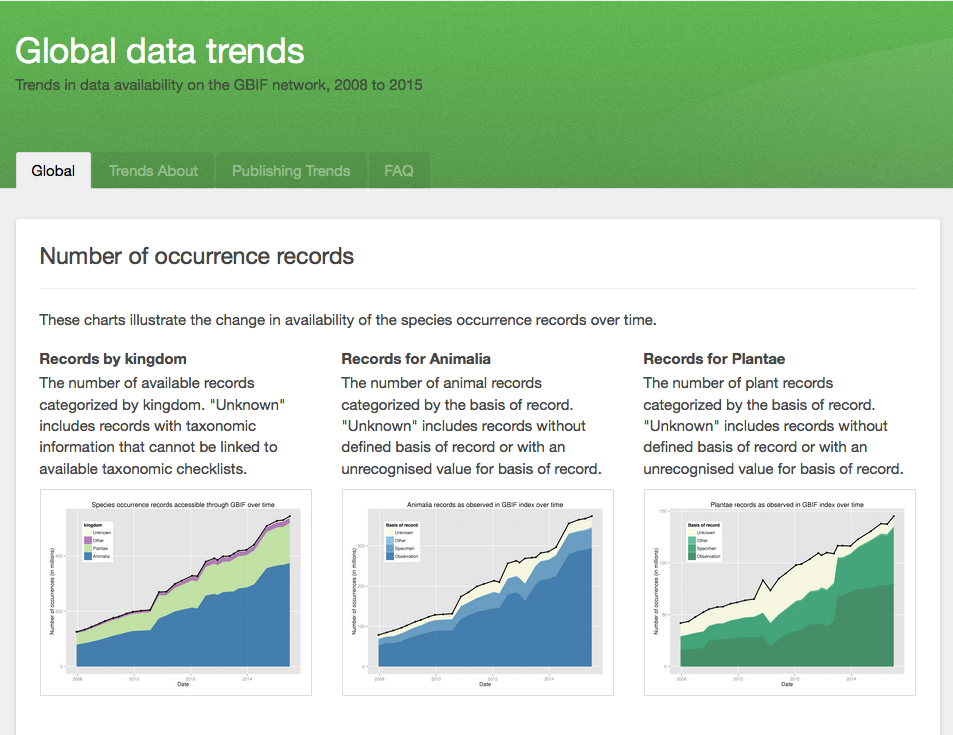 Global data trends
Trends in data availability on the GBIF network, 2008 to 2015
Global
Trends About
Publishing Trends
FAQ
Number of occurrence records
These charts illustrate the change in availability of the species occurrence records over time.
Records by kingdom
The number of available records
categorized by kingdom. "Unknown"
includes records with taxonomic
information that cannot be linked to
available taxonomic checklists.
Species occurrence records accessible through GBIF over time
kingdom
Unknown
Other
Plantae
Animalia
Number of occurrences (in millions)
400
200
0
2008
2010
2012
2014
Date
Records for Animalia
The number of animal records
categorized by the basis of record.
"Unknown" includes records without
defined basis of record or with an
unrecognised value for basis of record.
Animalia records as observed in GBIF index over time
Basis of record
Unknown
Other
Specimen
Observation
Number of occurrences (in millions)
300
200
100
0
2008
2010
2012
2014
Date
Records for Plantae
The number of plant records
categorized by the basis of record.
"Unknown" includes records without
defined basis of record or with an
unrecognised value for basis of record.
Plantae records as observed in GBIF index over time
Basis of record
Unknown
Other
Specimen
Observation
Number of occurrences (in millions)
150
100
50
0
2008
2010
2012
2014
Date